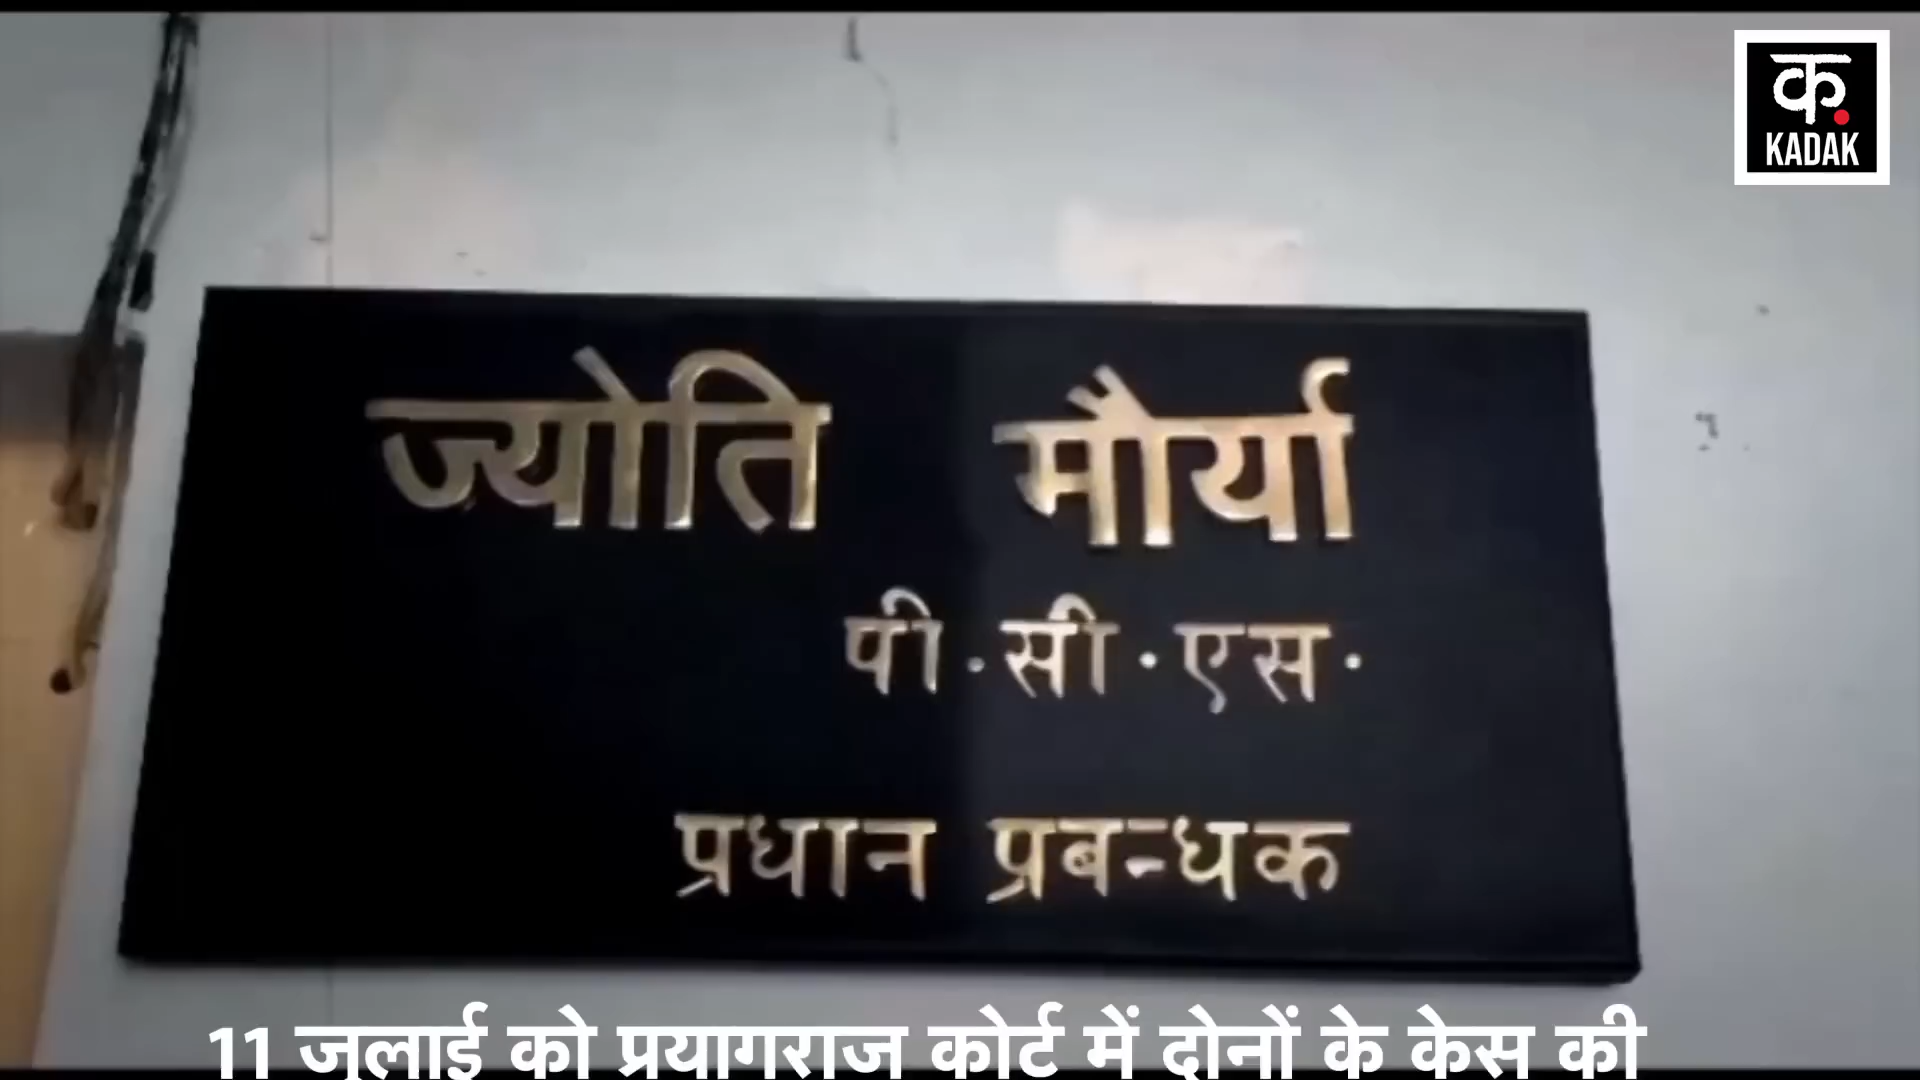 क
KADAK
ज्योति मौर्या
पी.सी.एस.
प्रधान प्रबन्धक
11 जुलाई को प्रयागराज कोर्ट में दोनों के केस की